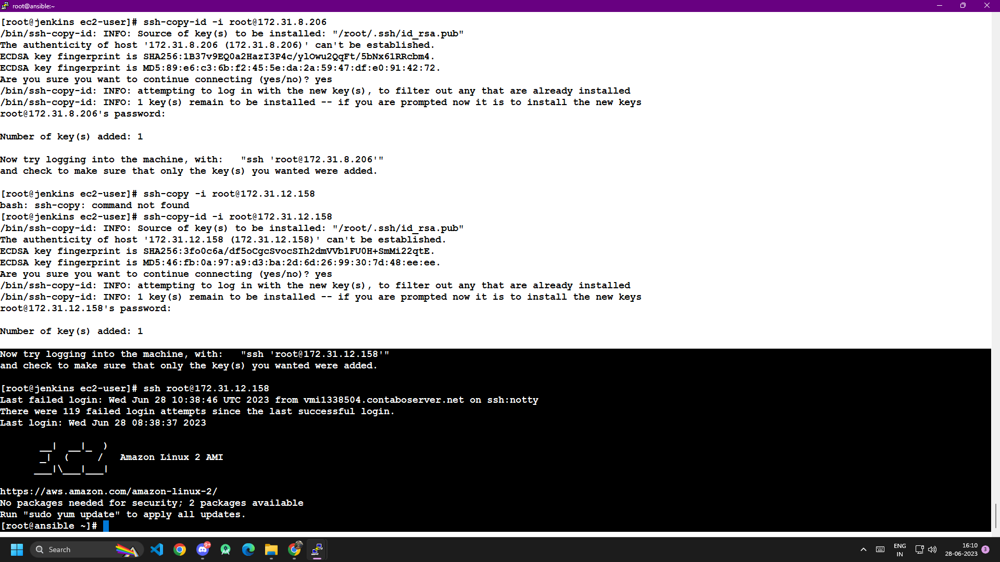 root@ansible:~
[root@jenkins ec2-user]# ssh-copy-id -i root@172.31.8.206
/bin/ssh-copy-id: INFO: Source of key(s) to be installed: "/root/.ssh/id_rsa.pub"
The authenticity of host '172.31.8.206 (172.31.8.206)' can't be established.
ECDSA key fingerprint is SHA256:1B37v9EQ0a2HazI3P4c/ylOwu2QqFt/5bNx61RRcbm4.
ECDSA key fingerprint is MD5:89:e6:c3:6b:f2:45:5e:da:2a:59:47:df:e0:91:42:72.
Are you sure you want to continue connecting (yes/no)? yes
/bin/ssh-copy-id: INFO: attempting to log in with the new key(s), to filter out any that are already installed
/bin/ssh-copy-id: INFO: 1 key(s) remain to be installed -- if you are prompted now it is to install the new keys
root@172.31.8.206's password:
Number of key(s) added: 1
Now try logging into the machine, with:   "ssh 'root@172.31.8.206'"
and check to make sure that only the key(s) you wanted were added.
[root@jenkins ec2-user]# ssh-copy -i root@172.31.12.158
bash: ssh-copy: command not found
[root@jenkins ec2-user]# ssh-copy-id -i root@172.31.12.158
/bin/ssh-copy-id: INFO: Source of key(s) to be installed: "/root/.ssh/id_rsa.pub"
The authenticity of host '172.31.12.158 (172.31.12.158)' can't be established.
ECDSA key fingerprint is SHA256:3fo0c6a/df5oCgcSvocSIh2dmVVb1FU0H+SmMi22qtE.
ECDSA key fingerprint is MD5:46:fb:0a:97:a9:d3:ba:2d:6d:26:99:30:7d:48:ee:ee.
Are you sure you want to continue connecting (yes/no)? yes
/bin/ssh-copy-id: INFO: attempting to log in with the new key(s), to filter out any that are already installed
/bin/ssh-copy-id: INFO: 1 key(s) remain to be installed -- if you are prompted now it is to install the new keys
root@172.31.12.158's password:
Number of key(s) added: 1
Now try logging into the machine, with:   "ssh 'root@172.31.12.158'"
and check to make sure that only the key(s) you wanted were added.
[root@jenkins ec2-user]# ssh root@172.31.12.158
Last failed login: Wed Jun 28 10:38:46 UTC 2023 from vmi1338504.contaboserver.net on ssh:notty
There were 119 failed login attempts since the last successful login.
Last login: Wed Jun 28 08:38:37 2023
       __|  __|_  )
       _|  (     /   Amazon Linux 2 AMI
      ___|\___|___|
https://aws.amazon.com/amazon-linux-2/
No packages needed for security; 2 packages available
Run "sudo yum update" to apply all updates.
[root@ansible ~]#
Search
9+
ENG
IN
16:10
28-06-2023
3